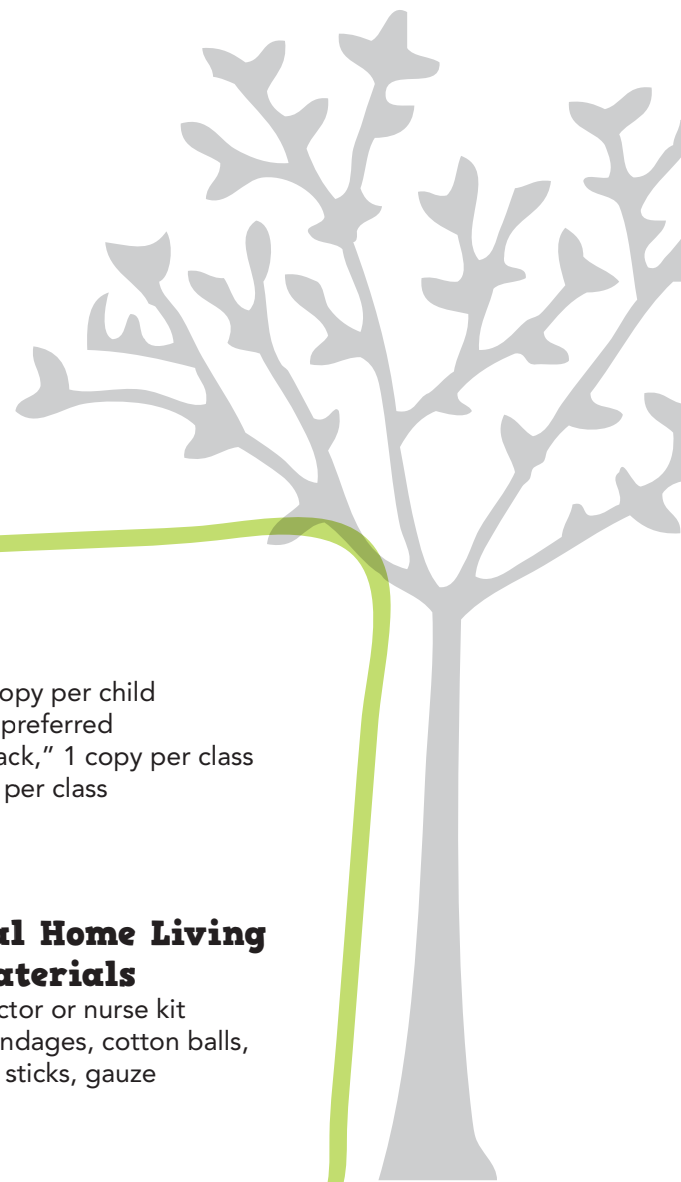 opy per child
preferred
ack,” 1 copy per class
per class
al Home Living
aterials
ctor or nurse kit
ndages, cotton balls,
sticks, gauze